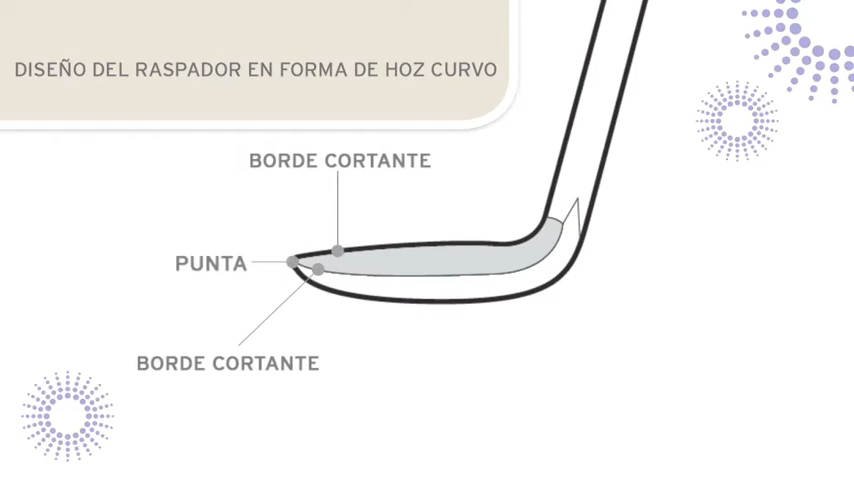 DISEÑO DEL RASPADOR EN FORMA DE HOZ CURVO
BORDE CORTANTE
PUNTA
BORDE CORTANTE